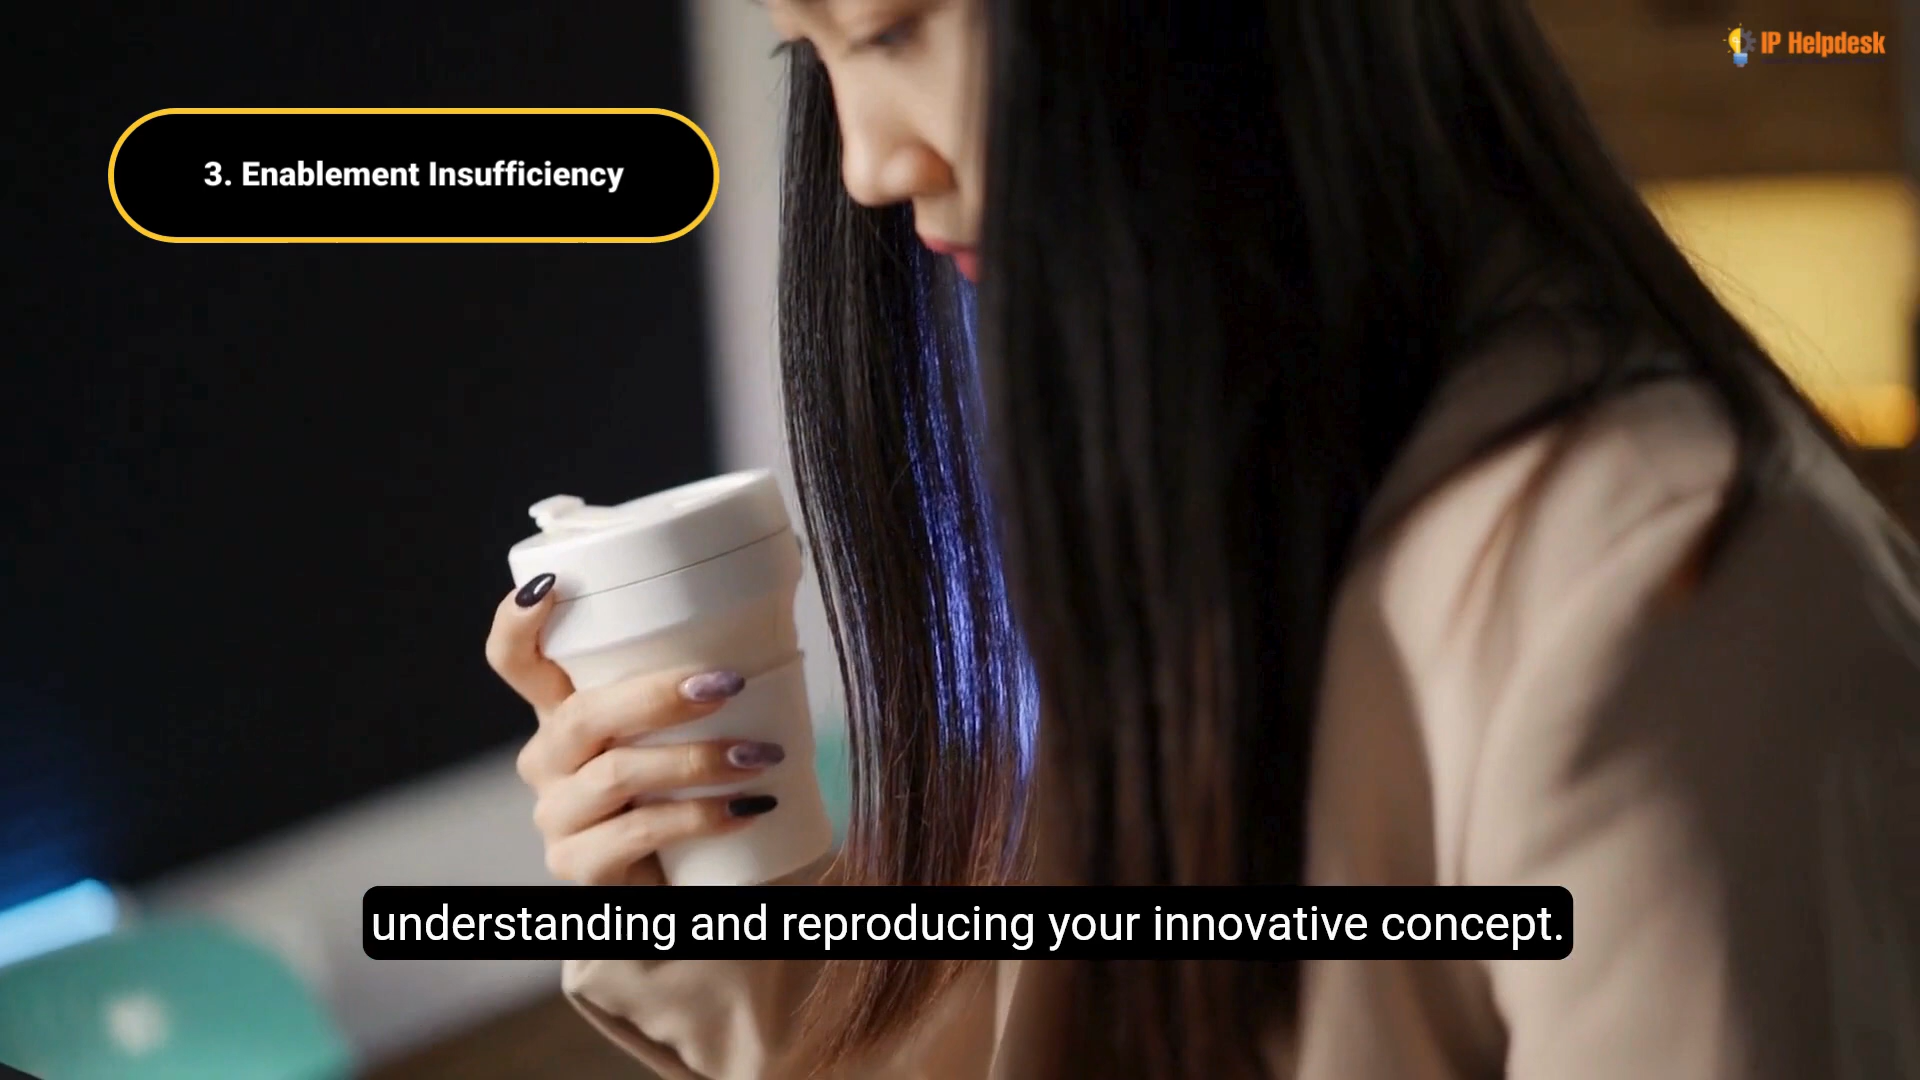 IP Helpdesk
3. Enablement Insufficiency
understanding and reproducing your innovative concept.